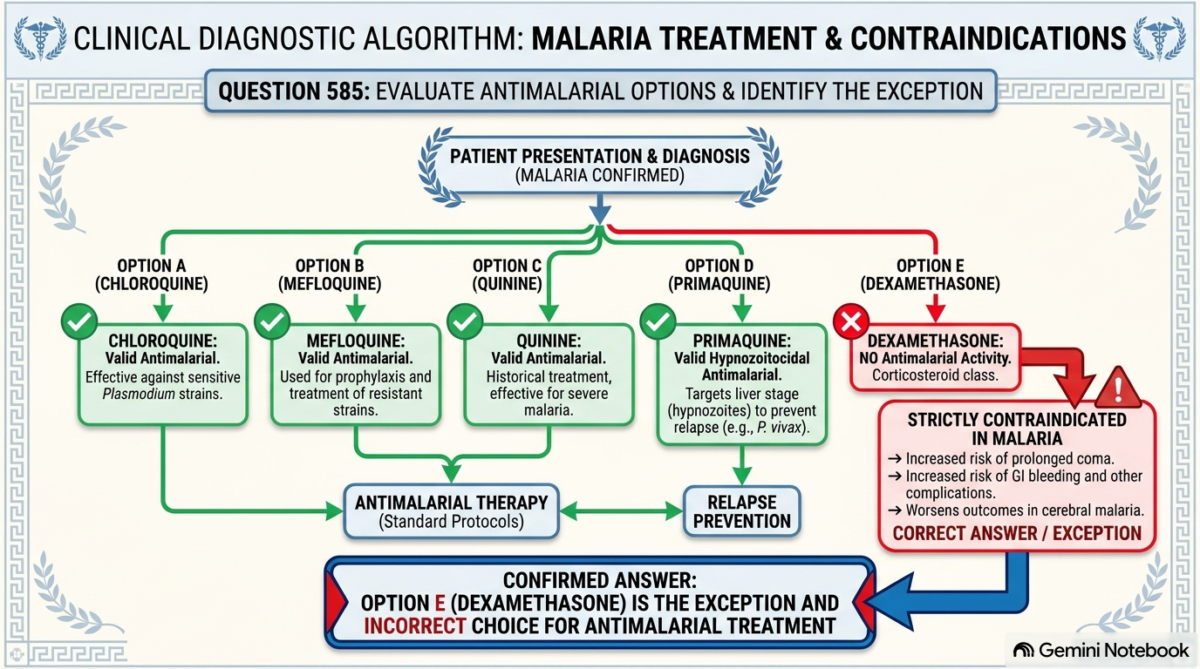 CLINICAL DIAGNOSTIC ALGORITHM: MALARIA TREATMENT & CONTRAINDICATIONS
QUESTION 585: EVALUATE ANTIMALARIAL OPTIONS & IDENTIFY THE EXCEPTION
PATIENT PRESENTATION & DIAGNOSIS
(MALARIA CONFIRMED)
OPTION A
(CHLOROQUINE)
CHLOROQUINE:
Valid Antimalarial.
Effective against sensitive
Plasmodium strains.
OPTION B
(MEFLOQUINE)
MEFLOQUINE:
Valid Antimalarial.
Used for prophylaxis and
treatment of resistant
strains.
OPTION C
(QUININE)
QUININE:
Valid Antimalarial.
Historical treatment,
effective for severe
malaria.
OPTION D
(PRIMAQUINE)
PRIMAQUINE:
Valid Hypnozoitocidal
Antimalarial.
Targets liver stage
(hypnozoites) to prevent
relapse (e.g., P. vivax).
OPTION E
(DEXAMETHASONE)
DEXAMETHASONE:
NO Antimalarial Activity.
Corticosteroid class.
STRICTLY CONTRAINDICATED
IN MALARIA
→ Increased risk of prolonged coma.
→ Increased risk of GI bleeding and other
complications.
→ Worsens outcomes in cerebral malaria.
CORRECT ANSWER / EXCEPTION
ANTIMALARIAL THERAPY
(Standard Protocols)
RELAPSE
PREVENTION
CONFIRMED ANSWER:
OPTION E (DEXAMETHASONE) IS THE EXCEPTION AND
INCORRECT CHOICE FOR ANTIMALARIAL TREATMENT
Gemini Notebook